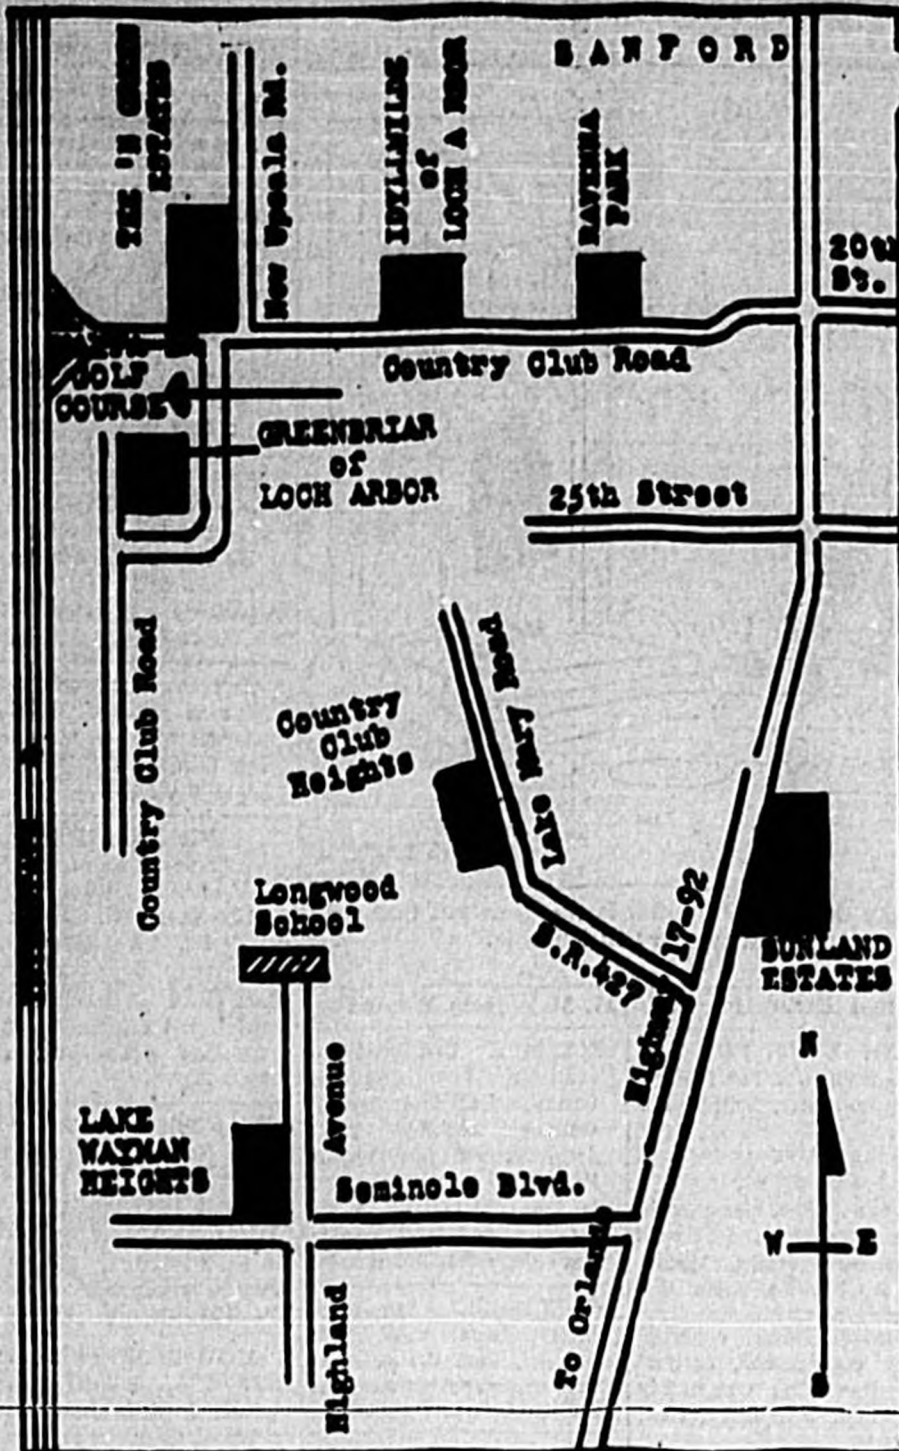 SANFORD
ESTATES
New Upsala Rd.
IDYLLWILDE
of
LOCH ARBOR
RAVENNA
PARK
20th
St.
Country Club Road
GOLF
COURSE
GREENBRIAR
of
LOCH ARBOR
25th Street
Country Club Road
Country
Club
Heights
Lake Mary Road
Longwood
School
S.R.427
Highway 17-92
SUNLAND
ESTATES
N
LAKE
WAYMAN
HEIGHTS
Avenue
Seminole Blvd.
W E
To Orlando
Highland
S